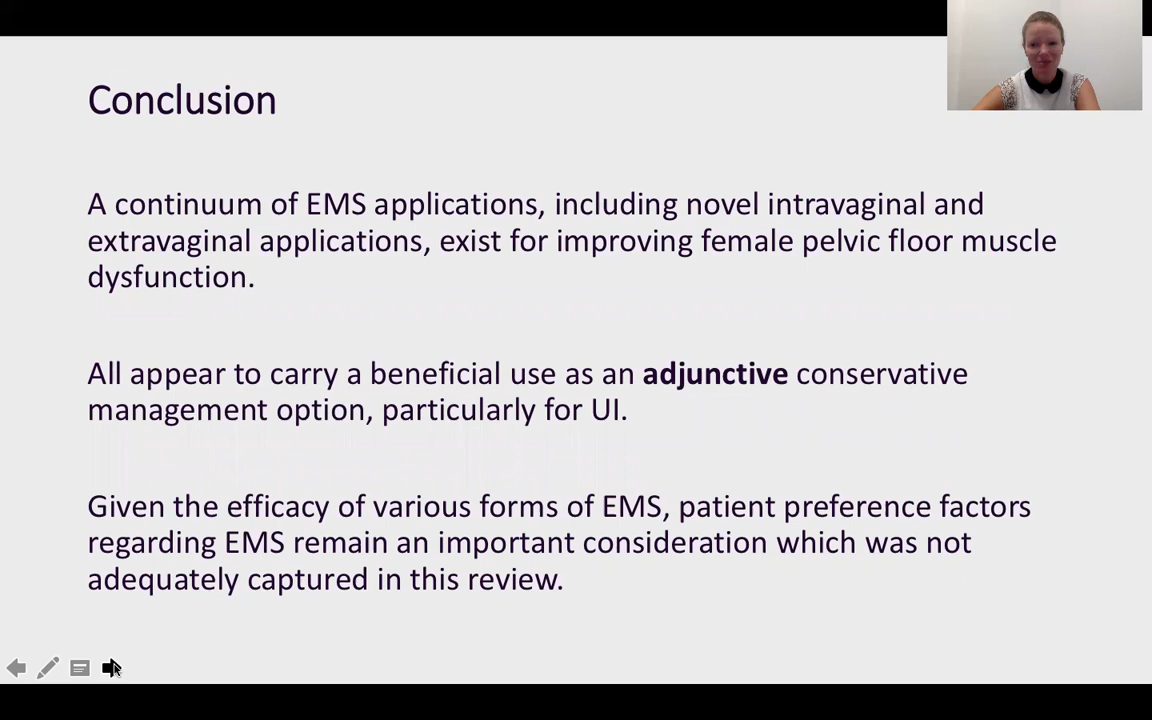 Conclusion
A continuum of EMS applications, including novel intravaginal and
extravaginal applications, exist for improving female pelvic floor muscle
dysfunction.
All appear to carry a beneficial use as an adjunctive conservative
management option, particularly for UI.
Given the efficacy of various forms of EMS, patient preference factors
regarding EMS remain an important consideration which was not
adequately captured in this review.